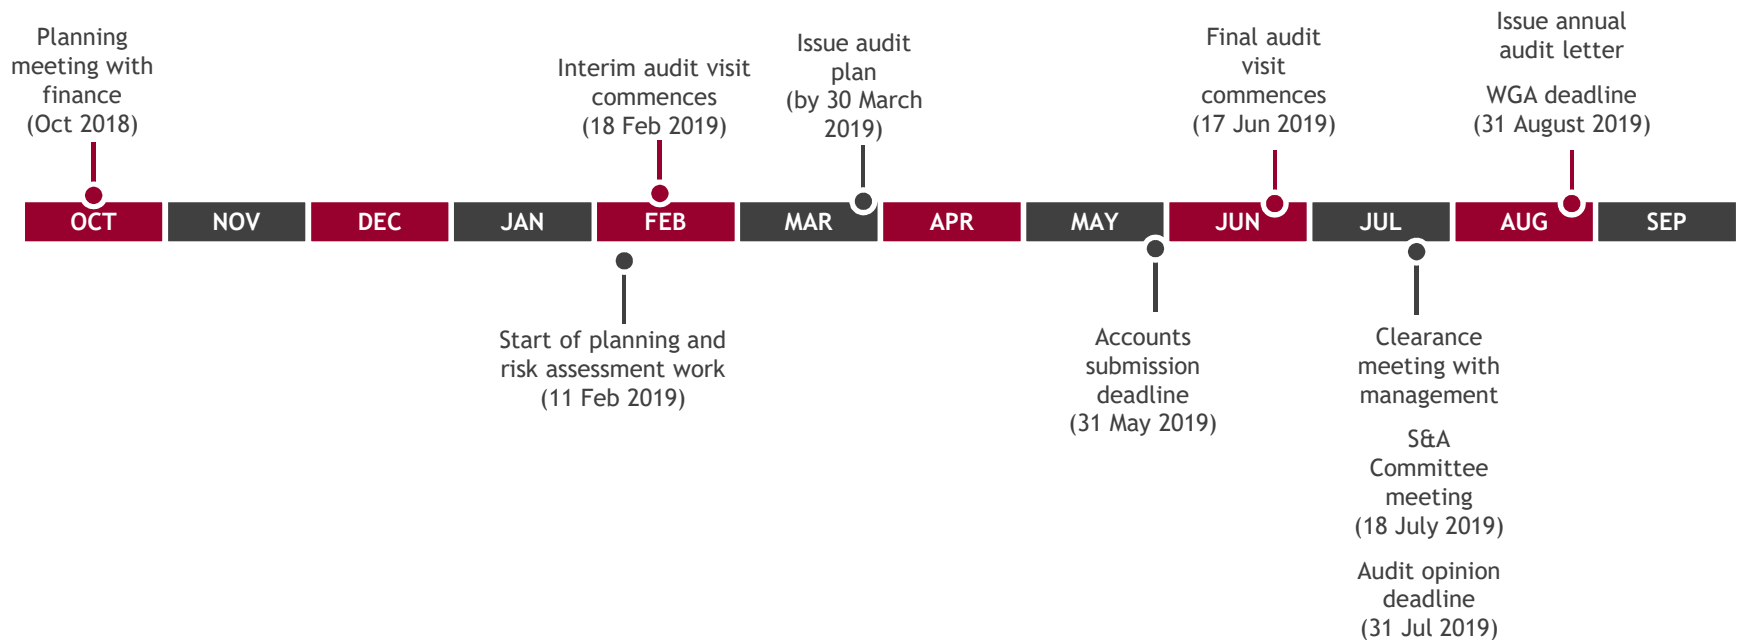 Planning
meeting with
finance
(Oct 2018)
Interim audit visit
commences
(18 Feb 2019)
Issue audit
plan
(by 30 March
2019)
Final audit
visit
commences
(17 Jun 2019)
Issue annual
audit letter
WGA deadline
(31 August 2019)
OCT
NOV
DEC
JAN
FEB
MAR
APR
MAY
JUN
JUL
AUG
SEP
Start of planning and
risk assessment work
(11 Feb 2019)
Accounts
submission
deadline
(31 May 2019)
Clearance
meeting with
management
S&A
Committee
meeting
(18 July 2019)
Audit opinion
deadline
(31 Jul 2019)